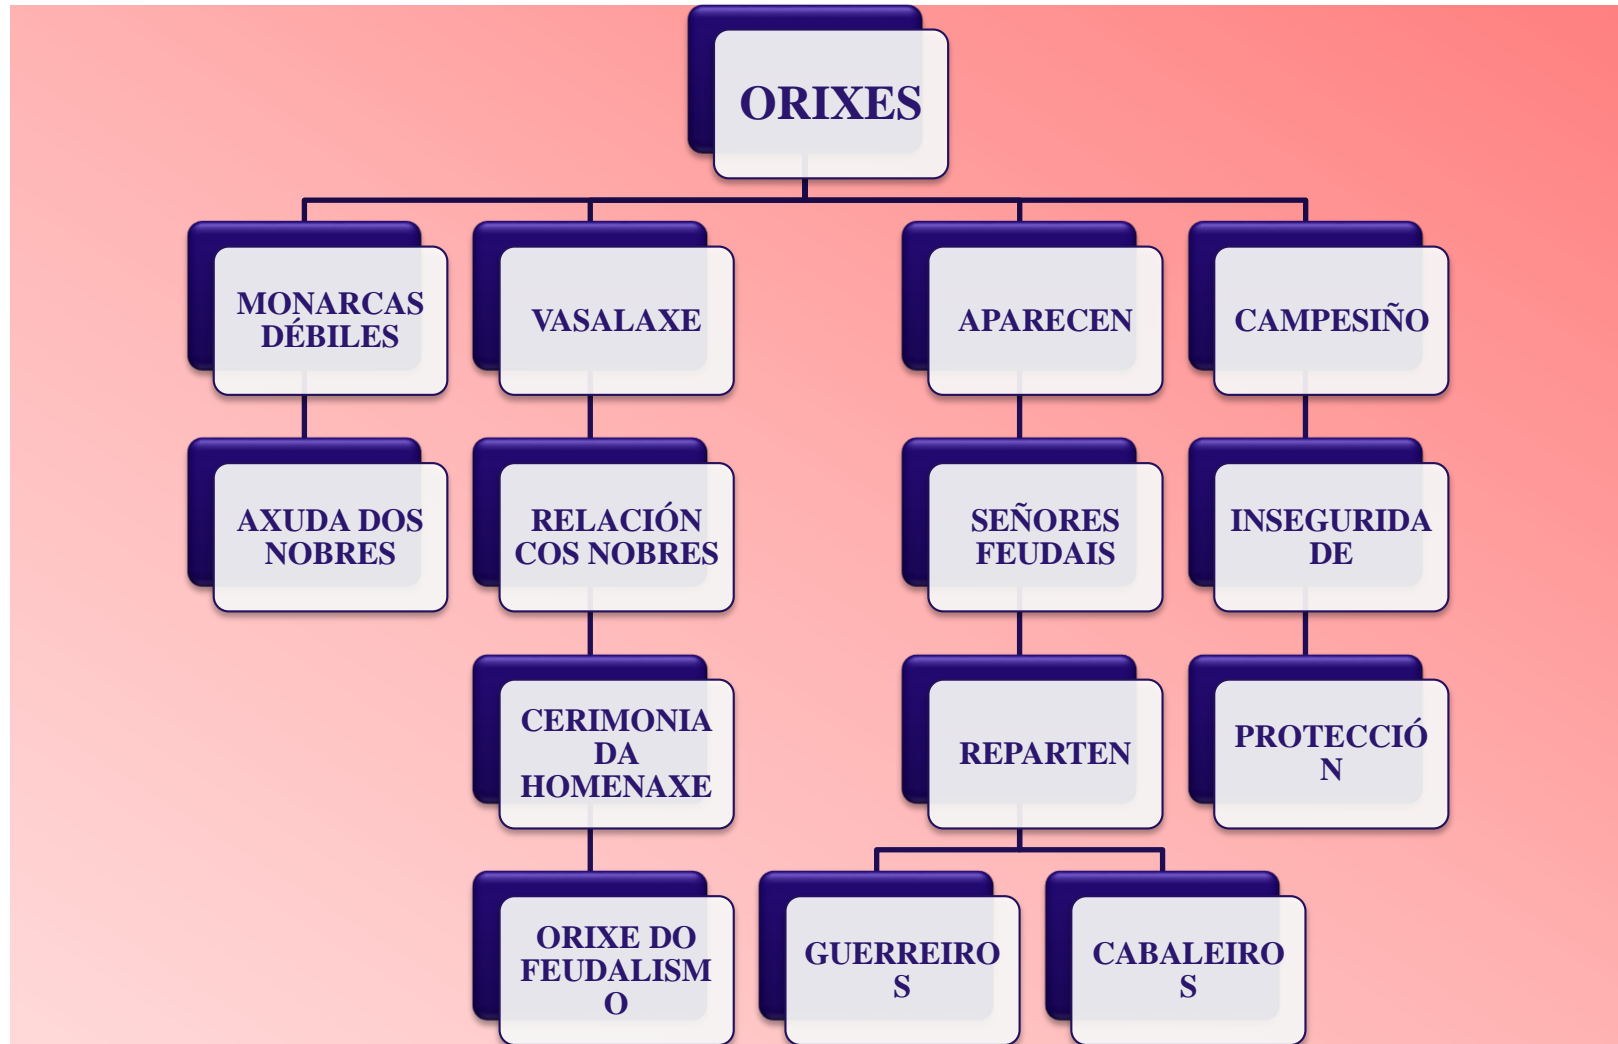 ORIXES
MONARCAS
DÉBILES
VASALAXE
APARECEN
CAMPESIÑO
AXUDA DOS
NOBRES
RELACIÓN
COS NOBRES
SEÑORES
FEUDAIS
INSEGURIDA
DE
CERIMONIA
DA
HOMENAXE
REPARTEN
PROTECCIÓ
N
ORIXE DO
FEUDALISM
O
GUERREIRO
S
CABALEIRO
S